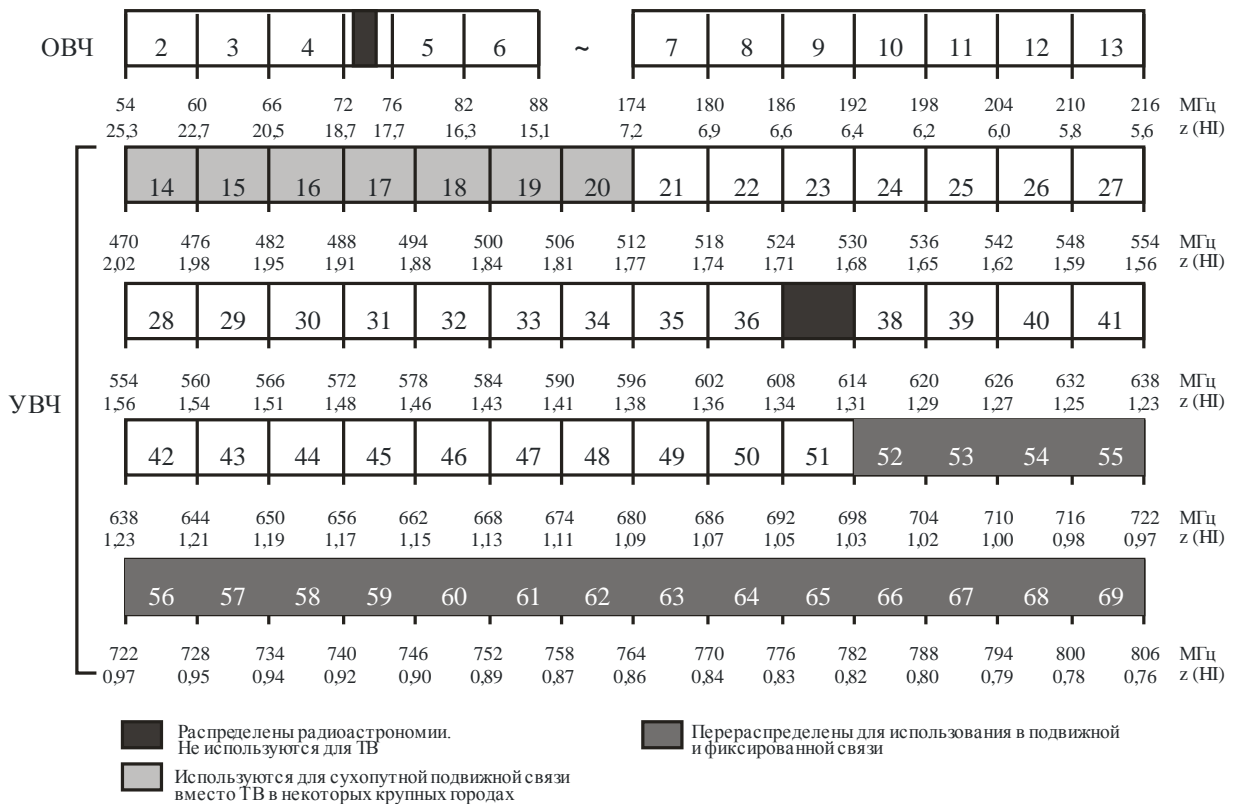 ОВЧ 2 3 4 5 6 ~ 7 8 9 10 11 12 13
54 60 66 72 76 82 88 174 180 186 192 198 204 210 216 МГц
25,3 22,7 20,5 18,7 17,7 16,3 15,1 7,2 6,9 6,6 6,4 6,2 6,0 5,8 5,6 z (HI)
14 15 16 17 18 19 20 21 22 23 24 25 26 27
470 476 482 488 494 500 506 512 518 524 530 536 542 548 554 МГц
2,02 1,98 1,95 1,91 1,88 1,84 1,81 1,77 1,74 1,71 1,68 1,65 1,62 1,59 1,56 z (HI)
28 29 30 31 32 33 34 35 36 38 39 40 41
554 560 566 572 578 584 590 596 602 608 614 620 626 632 638 МГц
1,56 1,54 1,51 1,48 1,46 1,43 1,41 1,38 1,36 1,34 1,31 1,29 1,27 1,25 1,23 z (HI)
УВЧ
42 43 44 45 46 47 48 49 50 51 52 53 54 55
638 644 650 656 662 668 674 680 686 692 698 704 710 716 722 МГц
1,23 1,21 1,19 1,17 1,15 1,13 1,11 1,09 1,07 1,05 1,03 1,02 1,00 0,98 0,97 z (HI)
56 57 58 59 60 61 62 63 64 65 66 67 68 69
722 728 734 740 746 752 758 764 770 776 782 788 794 800 806 МГц
0,97 0,95 0,94 0,92 0,90 0,89 0,87 0,86 0,84 0,83 0,82 0,80 0,79 0,78 0,76 z (HI)
Распределены радиоастрономии.
Не используются для ТВ
Используются для сухопутной подвижной связи
вместо ТВ в некоторых крупных городах
Перераспределены для использования в подвижной
и фиксированной связи